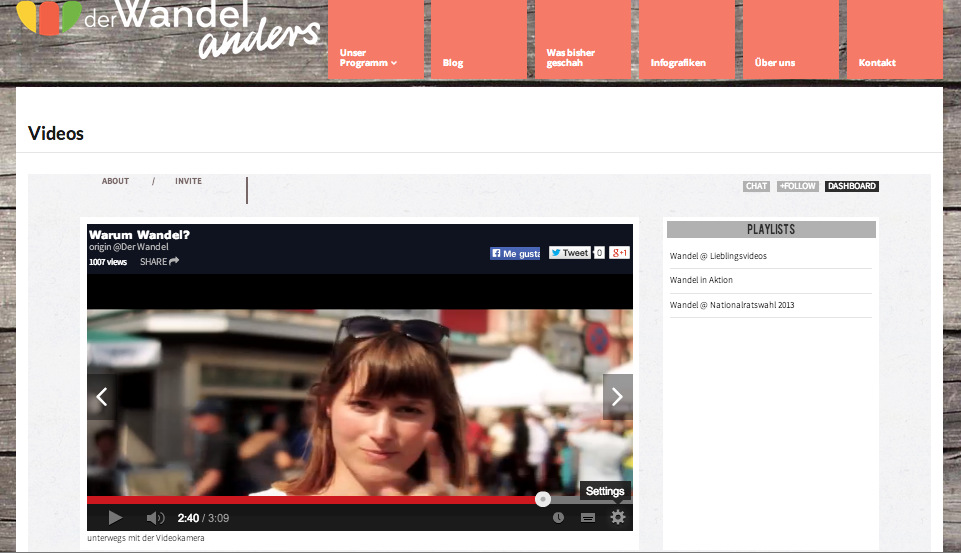 derWandel
anders
Unser
Programm
Blog
Was bisher
geschah
Infografiken
Über uns
Kontakt
Videos
ABOUT / INVITE
CHAT +FOLLOW DASHBOARD
Warum Wandel?
origin @Der Wandel
1007 views SHARE
Me gusta
Tweet 0
g+1
PLAYLISTS
Wandel @ Lieblingsvideos
Wandel in Aktion
Wandel @ Nationalratswahl 2013
Settings
2:40 / 3:09
unterwegs mit der Videokamera